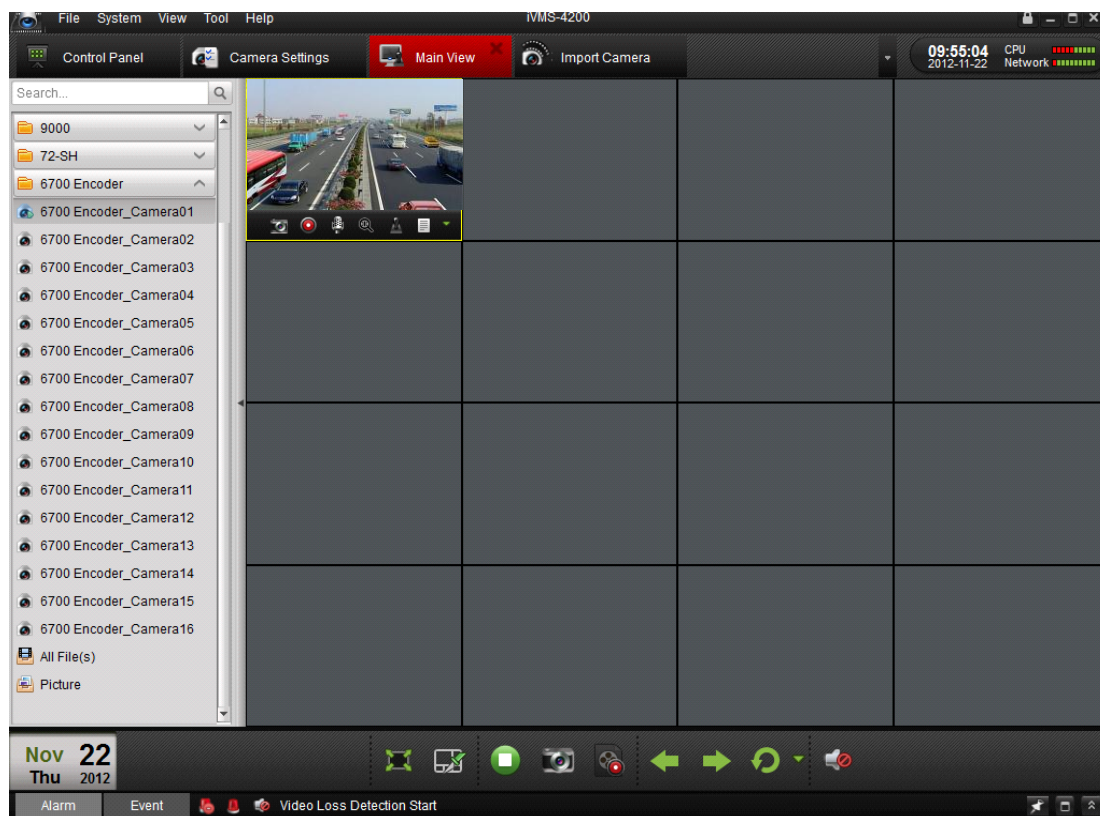 File System View Tool Help iVMS-4200
Control Panel Camera Settings Main View Import Camera 09:55:04 CPU
2012-11-22 Network
Search...
9000
72-SH
6700 Encoder
6700 Encoder_Camera01
6700 Encoder_Camera02
6700 Encoder_Camera03
6700 Encoder_Camera04
6700 Encoder_Camera05
6700 Encoder_Camera06
6700 Encoder_Camera07
6700 Encoder_Camera08
6700 Encoder_Camera09
6700 Encoder_Camera10
6700 Encoder_Camera11
6700 Encoder_Camera12
6700 Encoder_Camera13
6700 Encoder_Camera14
6700 Encoder_Camera15
6700 Encoder_Camera16
All File(s)
Picture
Nov 22
Thu 2012
Alarm Event Video Loss Detection Start